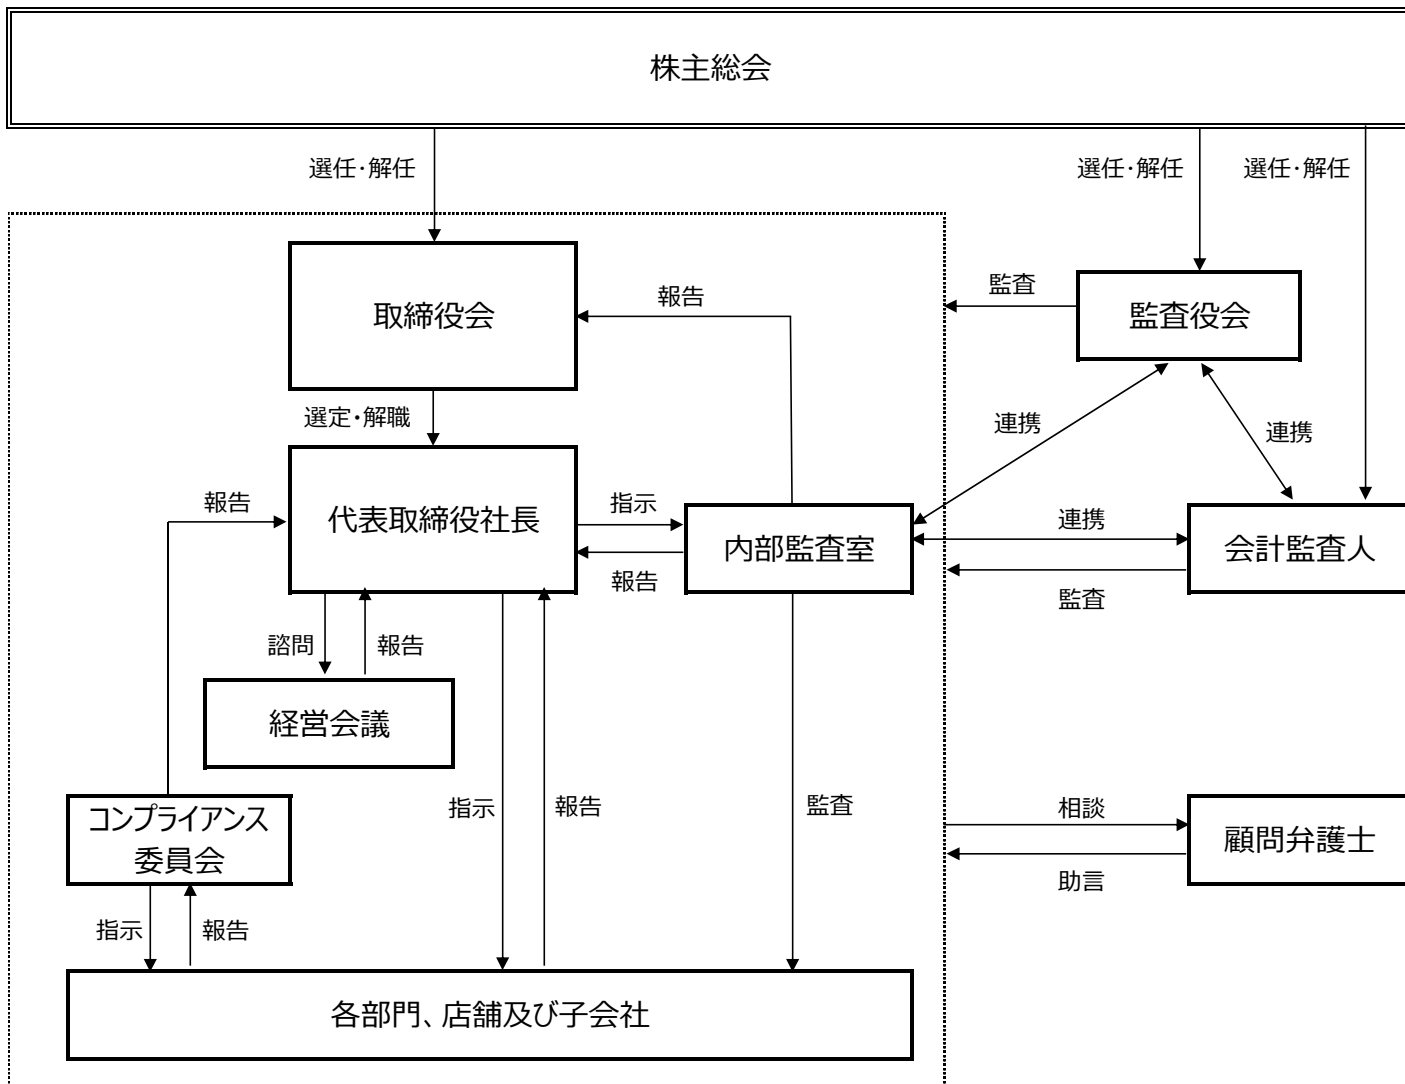 株主総会
選任・解任
選任・解任
選任・解任
取締役会
報告
監査
監査役会
選定・解職
連携
連携
報告
代表取締役社長
指示
報告
内部監査室
連携
監査
会計監査人
諮問
報告
経営会議
コンプライアンス
委員会
指示
報告
監査
相談
助言
顧問弁護士
指示
報告
各部門、店舗及び子会社